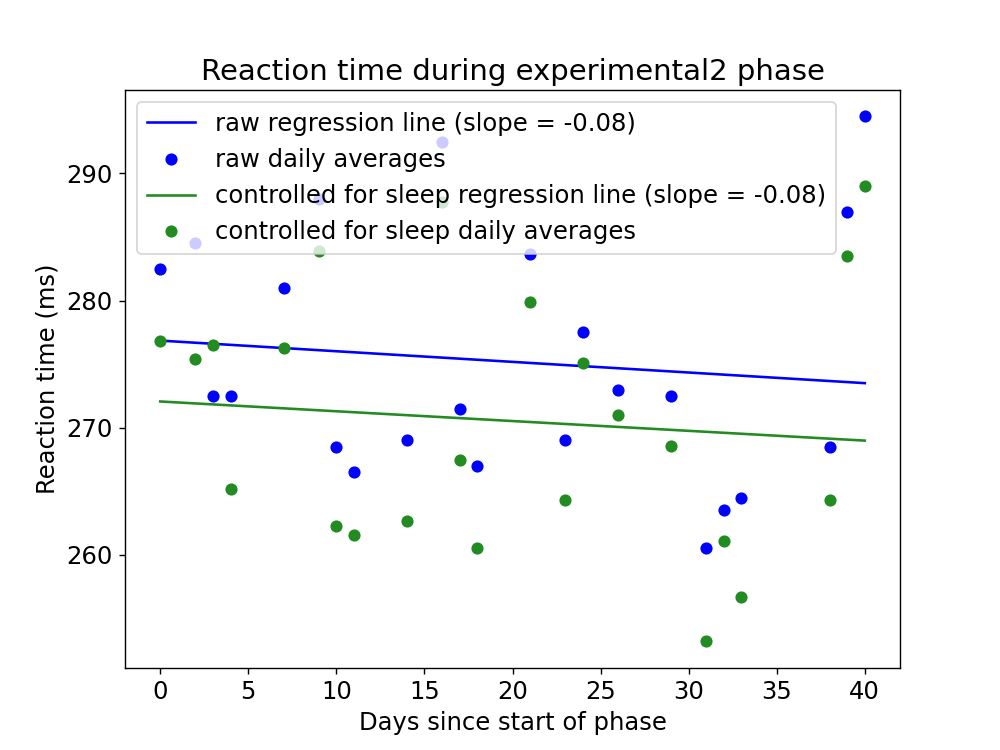 Reaction time during experimental2 phase
raw regression line (slope = -0.08)
raw daily averages
controlled for sleep regression line (slope = -0.08)
controlled for sleep daily averages
Reaction time (ms)
290
280
270
260
0 5 10 15 20 25 30 35 40
Days since start of phase